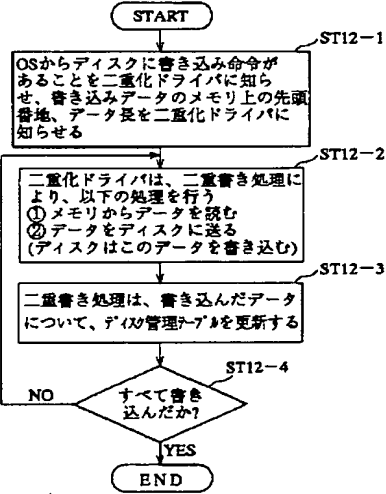 START
ST12-1
OSからディスクに書き込み命令が
あることを二重化ドライバに知ら
せ、書き込みデータのメモリ上の先頭
番地、データ長を二重化ドライバに
知らせる
ST12-2
二重化ドライバは、二重書き処理に
より、以下の処理を行う
①メモリからデータを読む
②データをディスクに送る
(ディスクはこのデータを書き込む)
ST12-3
二重書き処理は、書き込んだデータ
について、ディスク管理テーブルを更新する
ST12-4
すべて書き
込んだか?
NO
YES
END